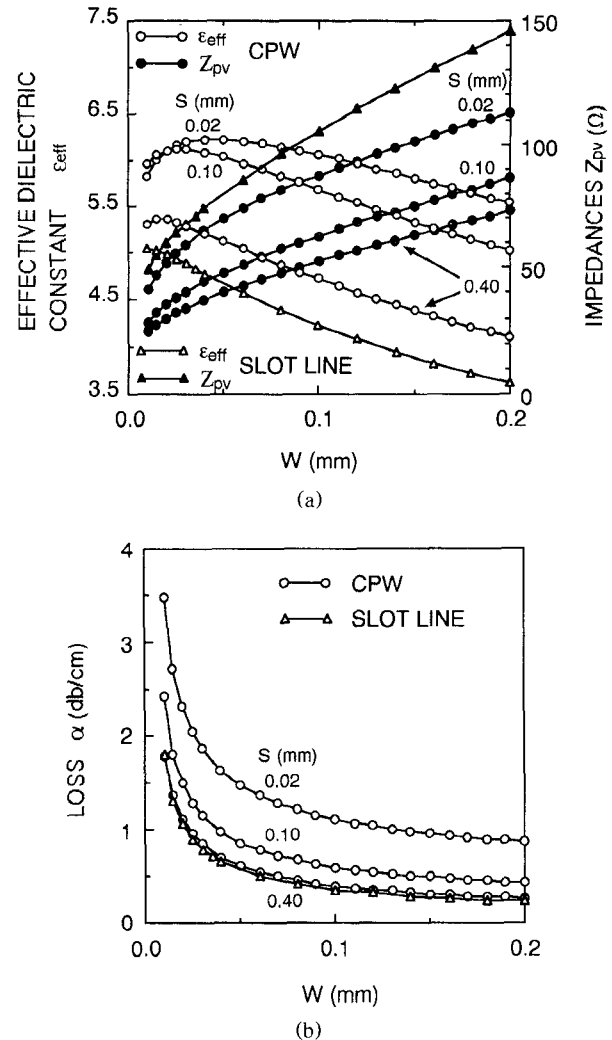 7.5
6.5
5.5
4.5
3.5
EFFECTIVE DIELECTRIC
CONSTANT εeff
εeff
CPW
Zpv
S (mm)
0.02
0.10
S (mm)
0.02
0.10
0.40
εeff
SLOT LINE
Zpv
150
100
50
0
IMPEDANCES Zpv (Ω)
0.0
0.1
0.2
W (mm)
(a)
4
3
2
1
0
LOSS α (db/cm)
CPW
SLOT LINE
S (mm)
0.02
0.10
0.40
0.0
0.1
0.2
W (mm)
(b)